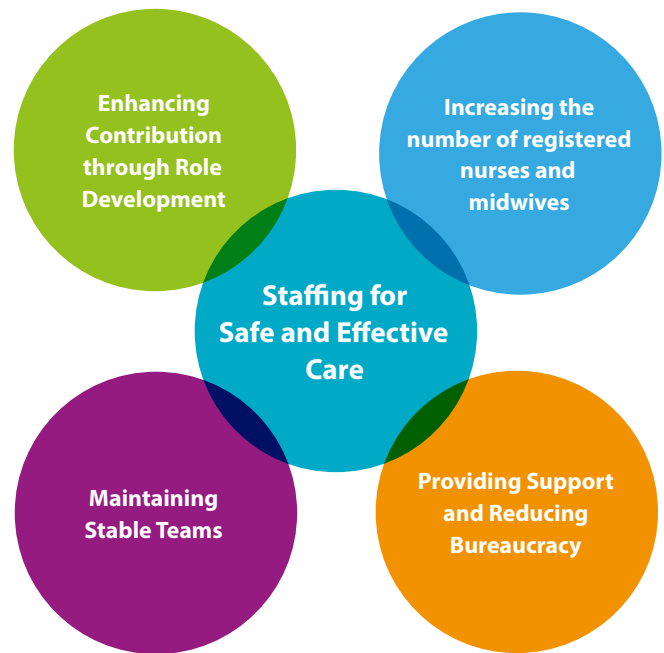 Enhancing
Contribution
through Role
Development
Increasing the
number of registered
nurses and
midwives
Staffing for
Safe and Effective
Care
Maintaining
Stable Teams
Providing Support
and Reducing
Bureaucracy